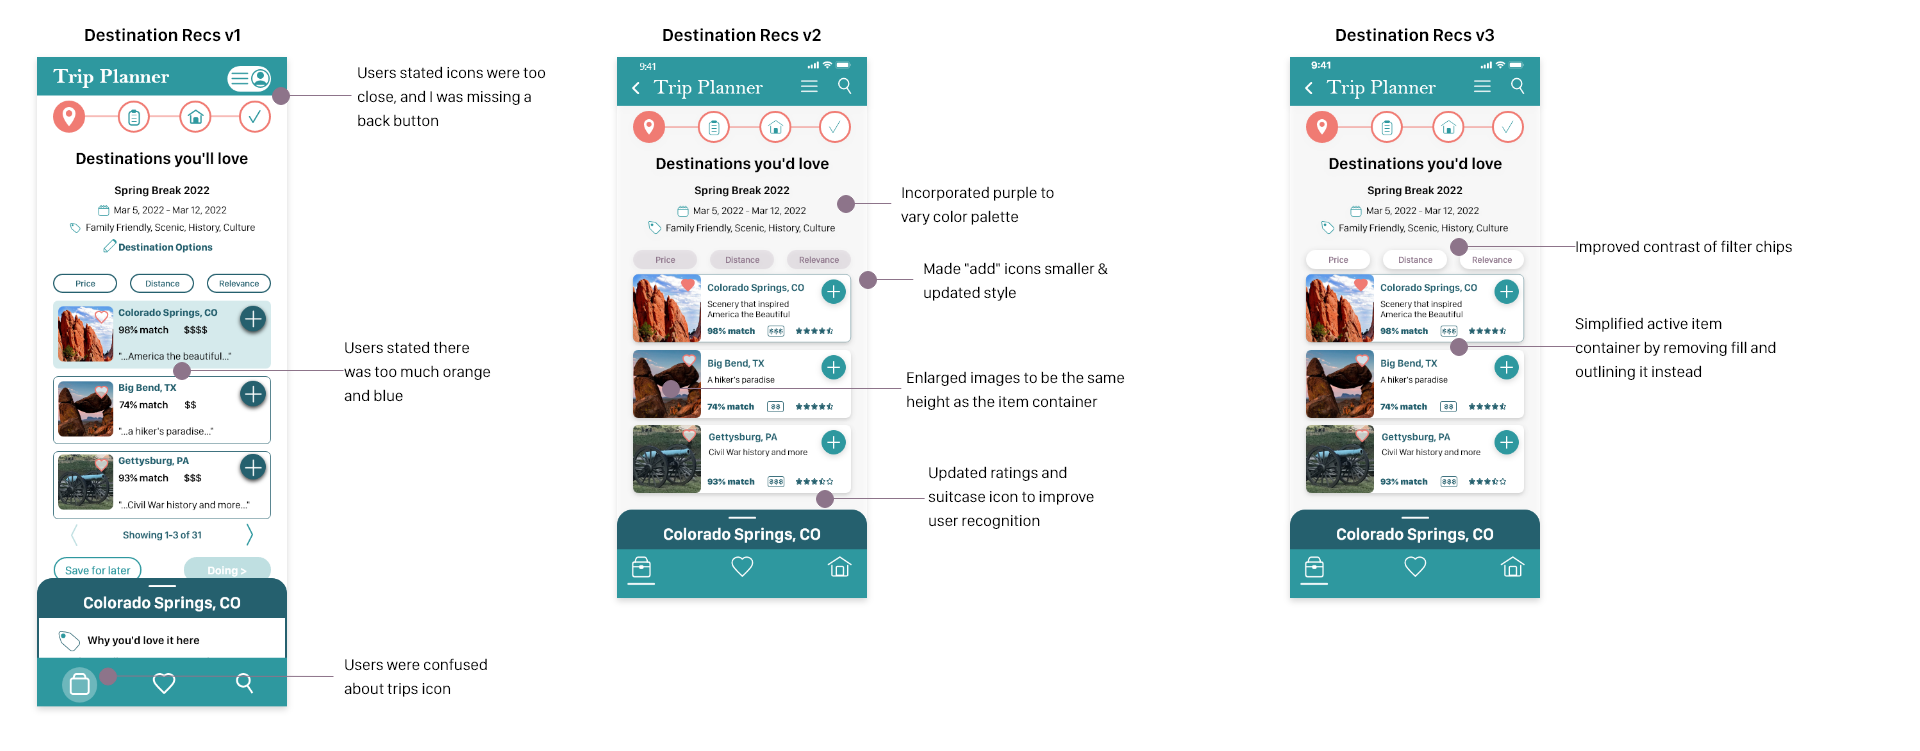 Destination Recs v1
Trip Planner
Users stated icons were too
close, and I was missing a
back button
Destinations you'll love
Spring Break 2022
Mar 5, 2022 - Mar 12, 2022
Family Friendly, Scenic, History, Culture
Destination Options
Price
Distance
Relevance
Colorado Springs, CO
98% match $$$$
"...America the beautiful..."
Users stated there
was too much orange
and blue
Big Bend, TX
74% match $$
"...a hiker's paradise..."
Gettysburg, PA
93% match $$$
"...Civil War history and more..."
Showing 1-3 of 31
Save for later
Doing >
Colorado Springs, CO
Why you'd love it here
Users were confused
about trips icon
Destination Recs v2
9:41
Trip Planner
Destinations you'd love
Spring Break 2022
Mar 5, 2022 - Mar 12, 2022
Family Friendly, Scenic, History, Culture
Incorporated purple to
vary color palette
Price
Distance
Relevance
Made "add" icons smaller &
updated style
Colorado Springs, CO
Scenery that inspired
America the Beautiful
98% match $$$
Big Bend, TX
A hiker's paradise
74% match $$
Enlarged images to be the same
height as the item container
Gettysburg, PA
Civil War history and more
93% match $$$
Updated ratings and
suitcase icon to improve
user recognition
Colorado Springs, CO
Destination Recs v3
9:41
Trip Planner
Destinations you'd love
Spring Break 2022
Mar 5, 2022 - Mar 12, 2022
Family Friendly, Scenic, History, Culture
Improved contrast of filter chips
Price
Distance
Relevance
Colorado Springs, CO
Scenery that inspired
America the Beautiful
98% match $$$
Simplified active item
container by removing fill and
outlining it instead
Big Bend, TX
A hiker's paradise
74% match $$
Gettysburg, PA
Civil War history and more
93% match $$$
Colorado Springs, CO